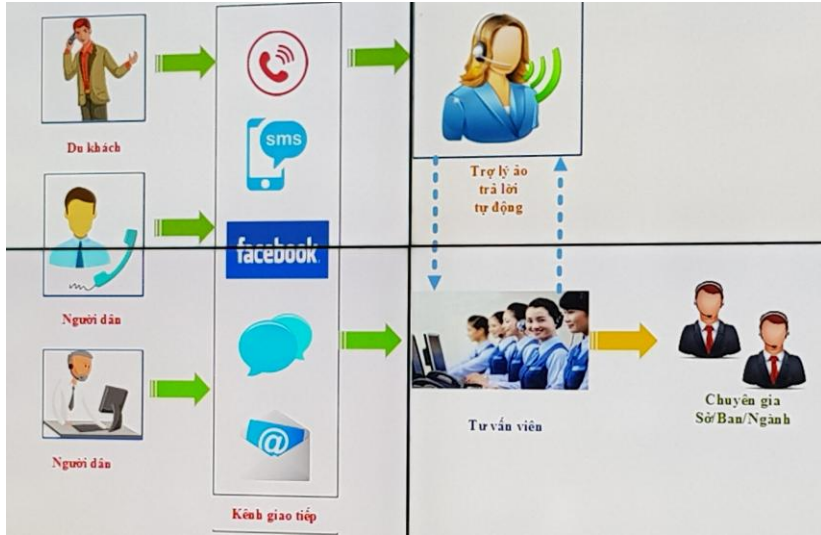 Du khách
sms
Trợ lý ảo
trả lời
tự động
facebook
Người dân
@
Chuyên gia
Sở/Ban/Ngành
Tư vấn viên
Người dân
Kênh giao tiếp